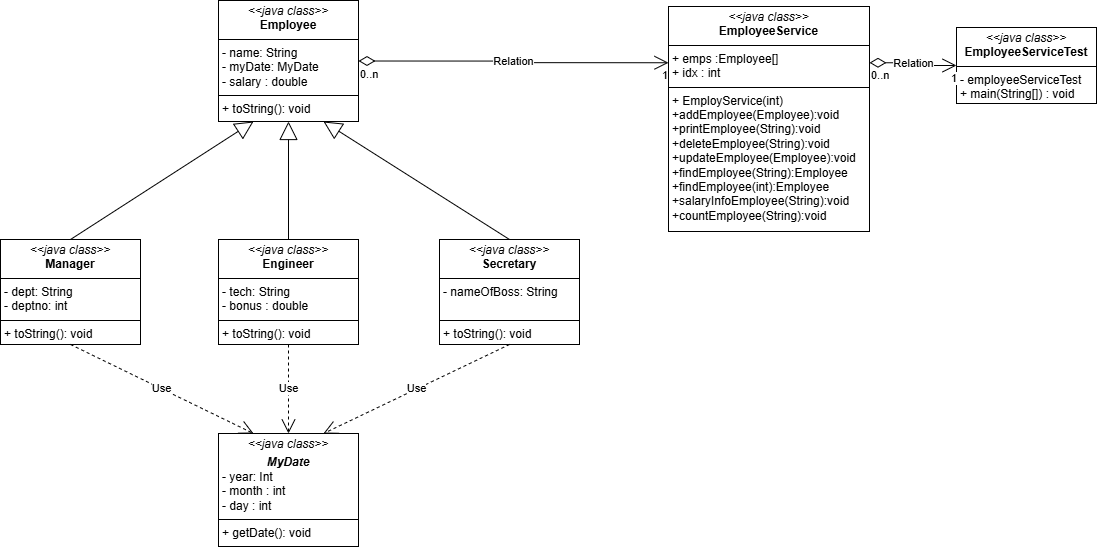 <<java class>>
Employee
- name: String
- myDate: MyDate
- salary : double
+ toString(): void
0..n
Relation
1
<<java class>>
EmployeeService
+ emps :Employee[]
+ idx : int
+ EmployService(int)
+addEmployee(Employee):void
+printEmployee(String):void
+deleteEmployee(String):void
+updateEmployee(Employee):void
+findEmployee(String):Employee
+findEmployee(int):Employee
+salaryInfoEmployee(String):void
+countEmployee(String):void
0..n
Relation
1
<<java class>>
EmployeeServiceTest
- employeeServiceTest
+ main(String[]) : void
<<java class>>
Manager
- dept: String
- deptno: int
+ toString(): void
<<java class>>
Engineer
- tech: String
- bonus : double
+ toString(): void
<<java class>>
Secretary
- nameOfBoss: String
+ toString(): void
Use
Use
Use
<<java class>>
MyDate
- year: Int
- month : int
- day : int
+ getDate(): void